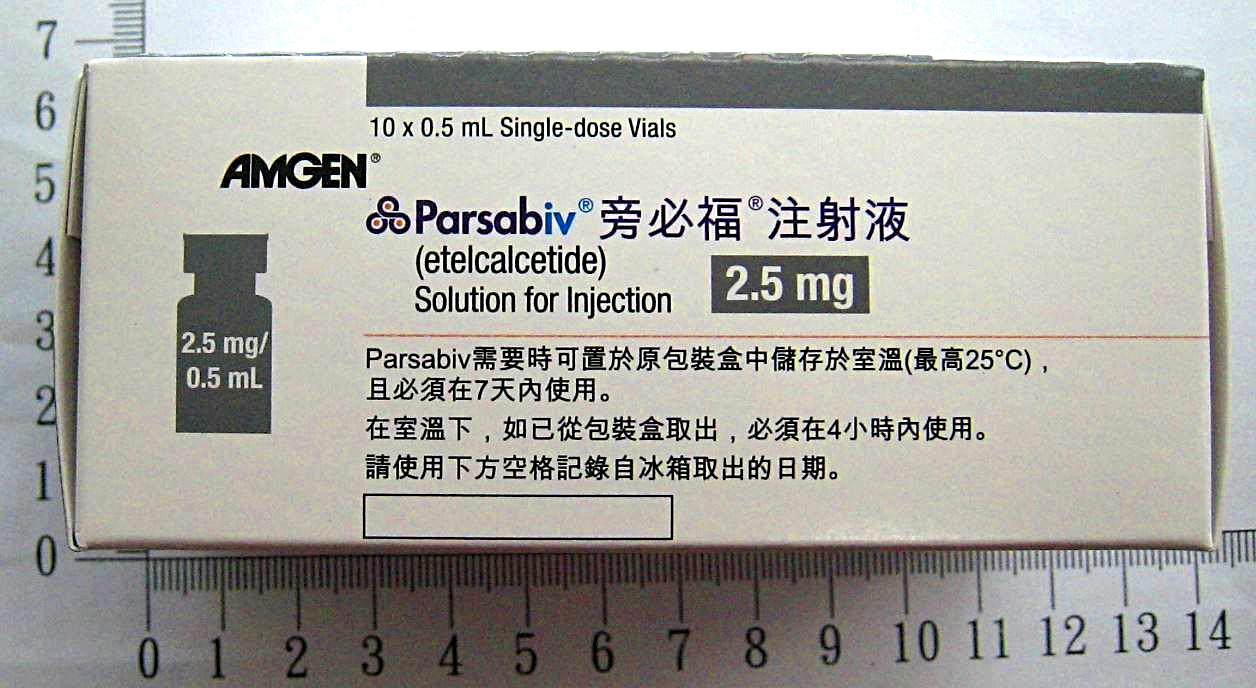 10 x 0.5 mL Single-dose Vials
AMGEN®
Parsabiv®旁必福®注射液
(etelcalcetide)
Solution for Injection
2.5 mg
2.5 mg/
0.5 mL
Parsabiv需要時可置於原包裝盒中儲存於室溫(最高25°C)，
且必須在7天內使用。
在室溫下，如已從包裝盒取出，必須在4小時內使用。
請使用下方空格記錄自冰箱取出的日期。
7
6
5
4
3
2
1
0
0 1 2 3 4 5 6 7 8 9 10 11 12 13 14